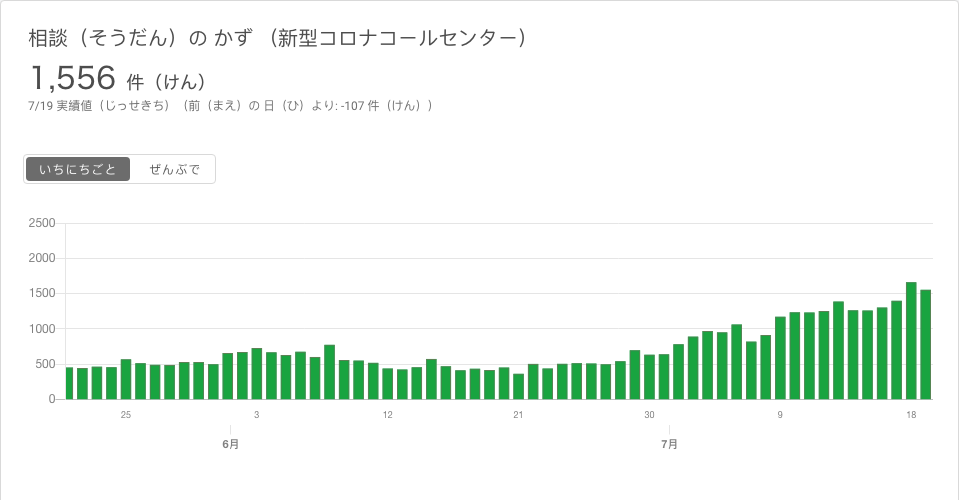 相談（そうだん）の かず （新型コロナコールセンター）
1,556 件（けん）
7/19 実績値（じっせきち）（前（まえ）の 日（ひ）より: -107 件（けん））
いちにちごと ぜんぶで
2500
2000
1500
1000
500
0
25 3 12 21 30 9 18
6月 7月